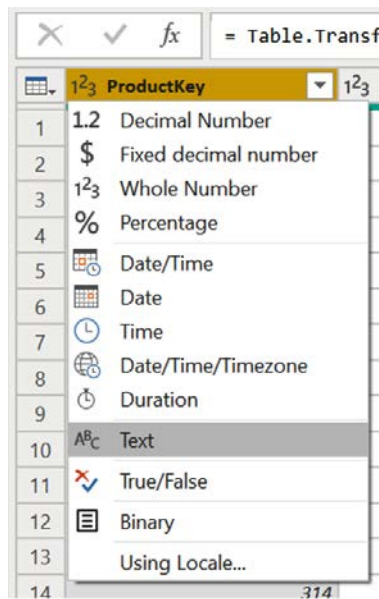 fx = Table.Transf
1²3 ProductKey 1²3
1 1.2 Decimal Number
2 $ Fixed decimal number
3 1²3 Whole Number
4 % Percentage
5 Date/Time
6 Date
7 Time
8 Date/Time/Timezone
9 Duration
10 ABC Text
11 True/False
12 Binary
13 Using Locale...
14 314